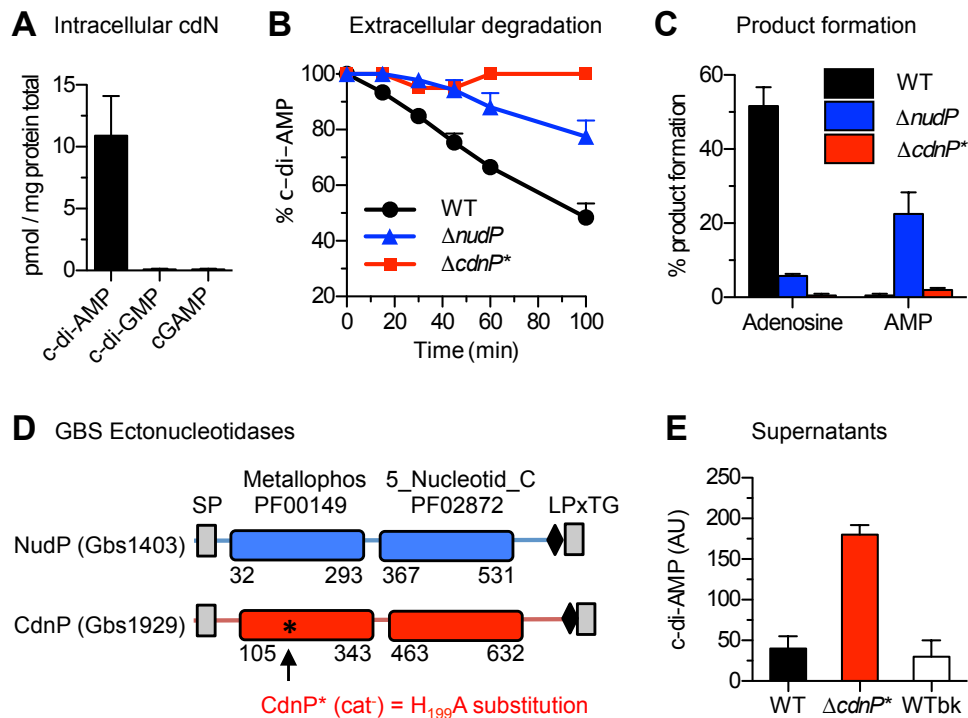 A Intracellular cdN
pmol / mg protein total
15
10
5
0
c-di-AMP
c-di-GMP
cGAMP
B Extracellular degradation
% c-di-AMP
100
80
60
40
20
WT
ΔnudP
ΔcdnP*
0 20 40 60 80 100
Time (min)
C Product formation
% product formation
60
40
20
0
WT
ΔnudP
ΔcdnP*
Adenosine AMP
D GBS Ectonucleotidases
Metallophos 5_Nucleotid_C
SP PF00149 PF02872 LPxTG
NudP (Gbs1403)
32 293 367 531
CdnP (Gbs1929)
*
105 343 463 632
CdnP* (cat-) = H199A substitution
E Supernatants
c-di-AMP (AU)
250
200
150
100
50
0
WT ΔcdnP* WTbk